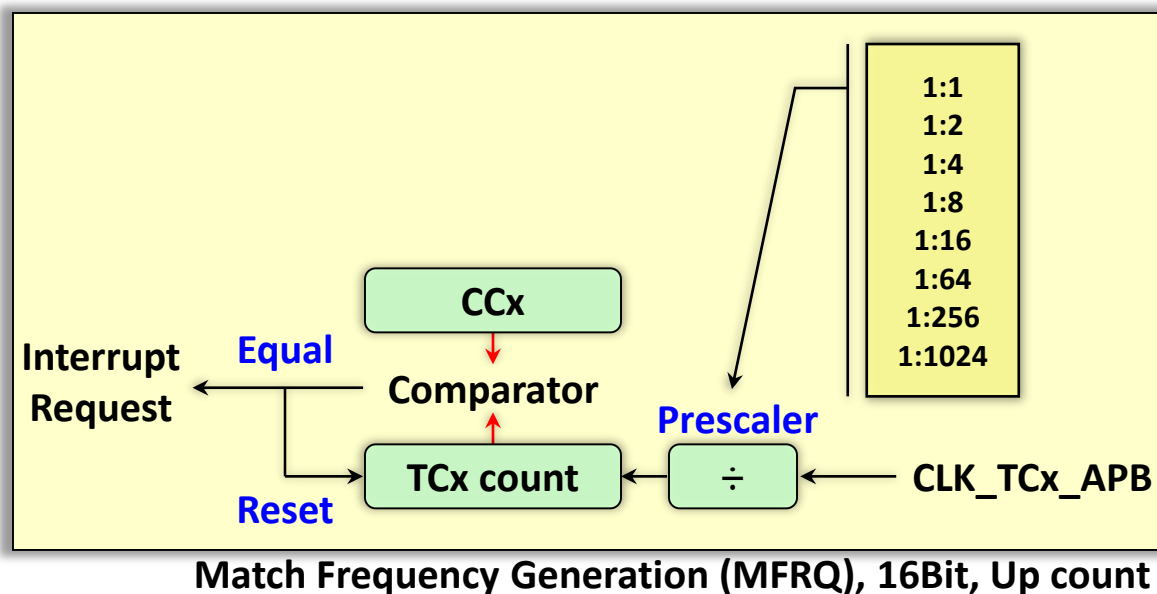 1:1
1:2
1:4
1:8
1:16
1:64
1:256
1:1024
CCx
Equal
Interrupt
Request
Comparator
Prescaler
TCx count
÷
CLK_TCx_APB
Reset
Match Frequency Generation (MFRQ), 16Bit, Up count